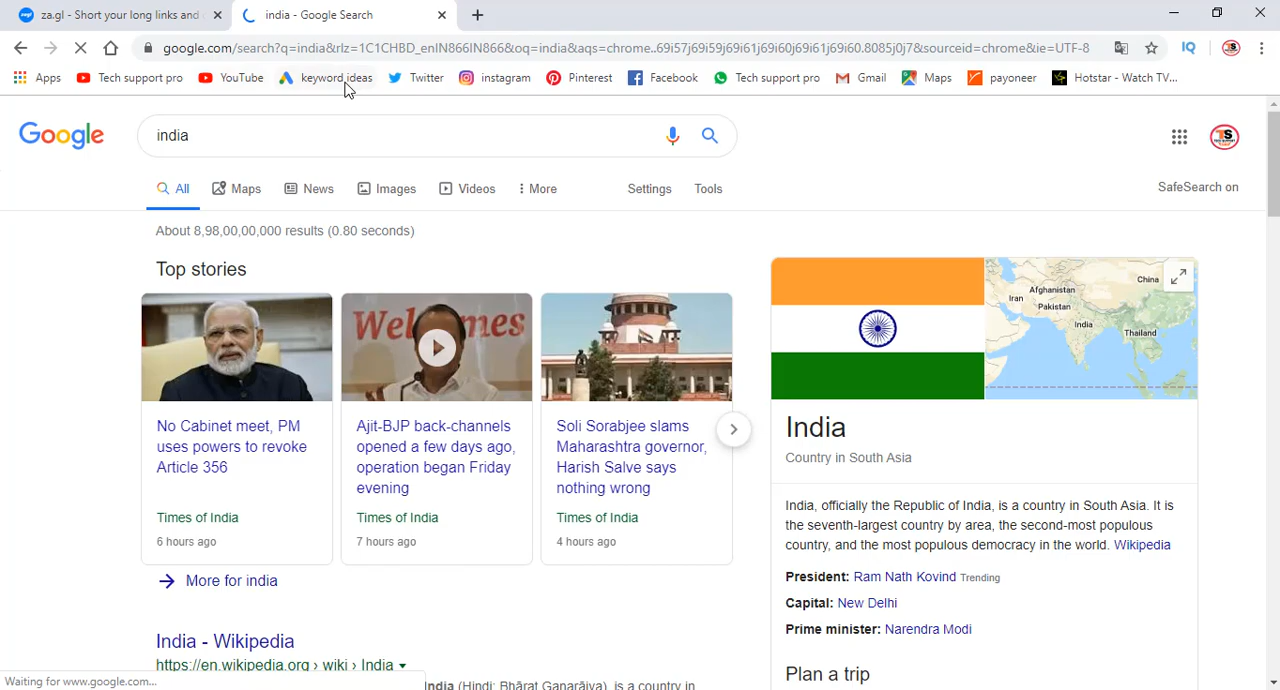 za.gl - Short your long links and
india - Google Search
google.com/search?q=india&rlz=1C1CHBD_enIN866IN866&oq=india&aqs=chrome..69i57j69i59j69i61j69i60j69i61j69i60.8085j0j7&sourceid=chrome&ie=UTF-8
IQ
Apps Tech support pro YouTube keyword ideas Twitter instagram Pinterest Facebook Tech support pro Gmail Maps payoneer Hotstar - Watch TV...
Google
india
TS
All Maps News Images Videos More Settings Tools
SafeSearch on
About 8,98,00,00,000 results (0.80 seconds)
Top stories
Welcomes
No Cabinet meet, PM
uses powers to revoke
Article 356
Times of India
6 hours ago
Ajit-BJP back-channels
opened a few days ago,
operation began Friday
evening
Times of India
7 hours ago
Soli Sorabjee slams
Maharashtra governor,
Harish Salve says
nothing wrong
Times of India
4 hours ago
More for india
India - Wikipedia
https://en.wikipedia.org › wiki › India
India (Hindi: Bhārat Gaṇarājya), is a country in
China
Afghanistan
Iran
Pakistan
India
Thailand
India
Country in South Asia
India, officially the Republic of India, is a country in South Asia. It is
the seventh-largest country by area, the second-most populous
country, and the most populous democracy in the world. Wikipedia
President: Ram Nath Kovind Trending
Capital: New Delhi
Prime minister: Narendra Modi
Plan a trip
Waiting for www.google.com...